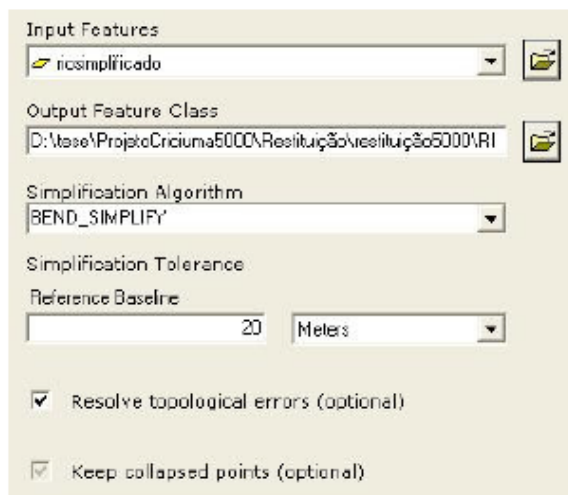 Input Features
riosimplificado
Output Feature Class
D:\tese\ProjetoCriciuma5000\Restituição\restituição5000\RI
Simplification Algorithm
BEND_SIMPLIFY
Simplification Tolerance
Reference Baseline
20 Meters
Resolve topological errors (optional)
Keep collapsed points (optional)